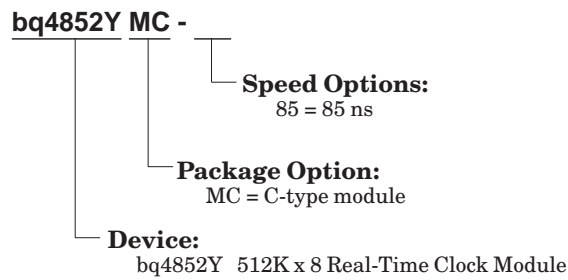 bq4852Y MC -
Speed Options:
85 = 85 ns
Package Option:
MC = C-type module
Device:
bq4852Y 512K x 8 Real-Time Clock Module